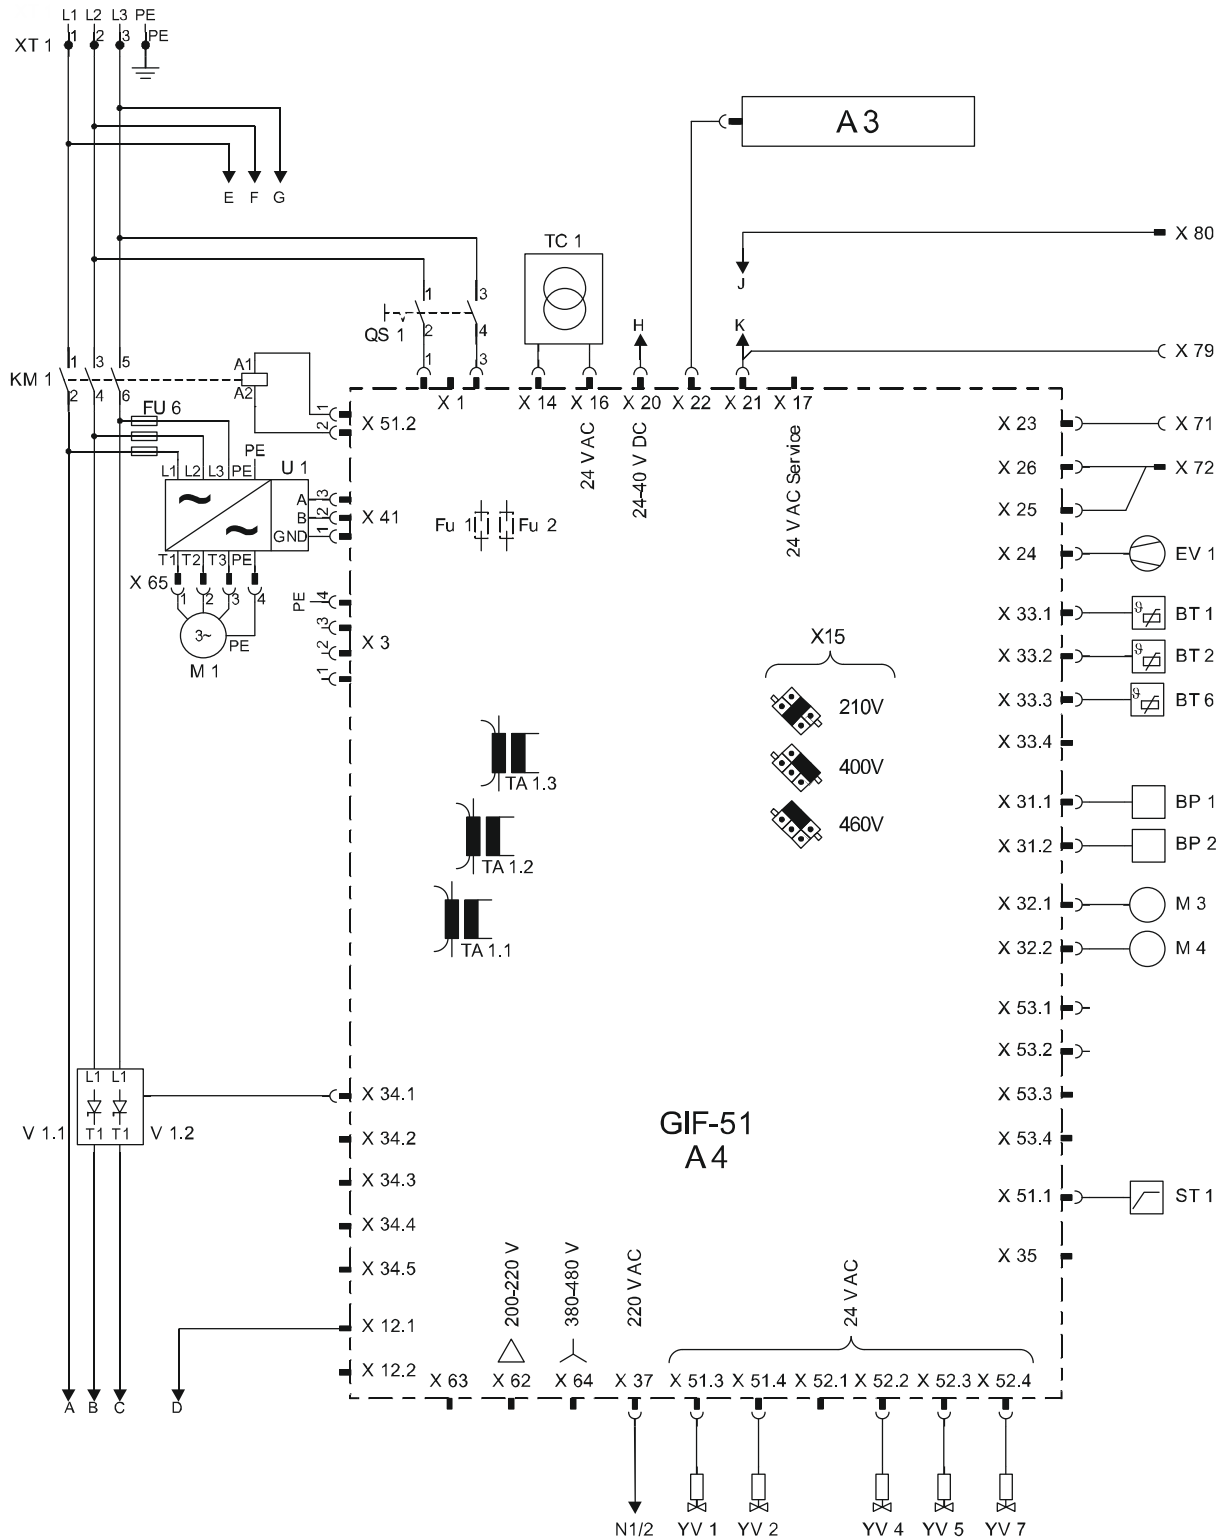 L1 L2 L3 PE
XT 1
1 2 3 PE
A 3
E F G
X 80
TC 1
J
1 3
QS 1
2 4
H K
X 79
1 3
1 3 5
KM 1
A1
A2
2 4 6
X 1 X 14 X 16 X 20 X 22 X 21 X 17
FU 6
1
2
X 51.2
24 V AC
24-40 V DC
24 V AC Service
X 23 X 71
X 26 X 72
X 25
X 24 EV 1
PE
L1 L2 L3 PE
U 1
A 3
B 2
GND 1
X 41
Fu 1 Fu 2
T1 T2 T3 PE
X 65
1 2 3 4
3~
PE
M 1
PE 4
3
2
1
X 3
X15
210V
400V
460V
X 33.1 ϑ BT 1
X 33.2 ϑ BT 2
X 33.3 ϑ BT 6
X 33.4
TA 1.3
TA 1.2
TA 1.1
X 31.1 BP 1
X 31.2 BP 2
X 32.1 M 3
X 32.2 M 4
X 53.1
X 53.2
X 53.3
X 53.4
X 51.1 ST 1
X 35
L1 L1
T1 T1
V 1.1 V 1.2
X 34.1
X 34.2
X 34.3
X 34.4
X 34.5
X 12.1
X 12.2
GIF-51
A 4
200-220 V
380-480 V
220 V AC
24 V AC
X 63 X 62 X 64 X 37 X 51.3 X 51.4 X 52.1 X 52.2 X 52.3 X 52.4
A B C D
N1/2 YV 1 YV 2 YV 4 YV 5 YV 7